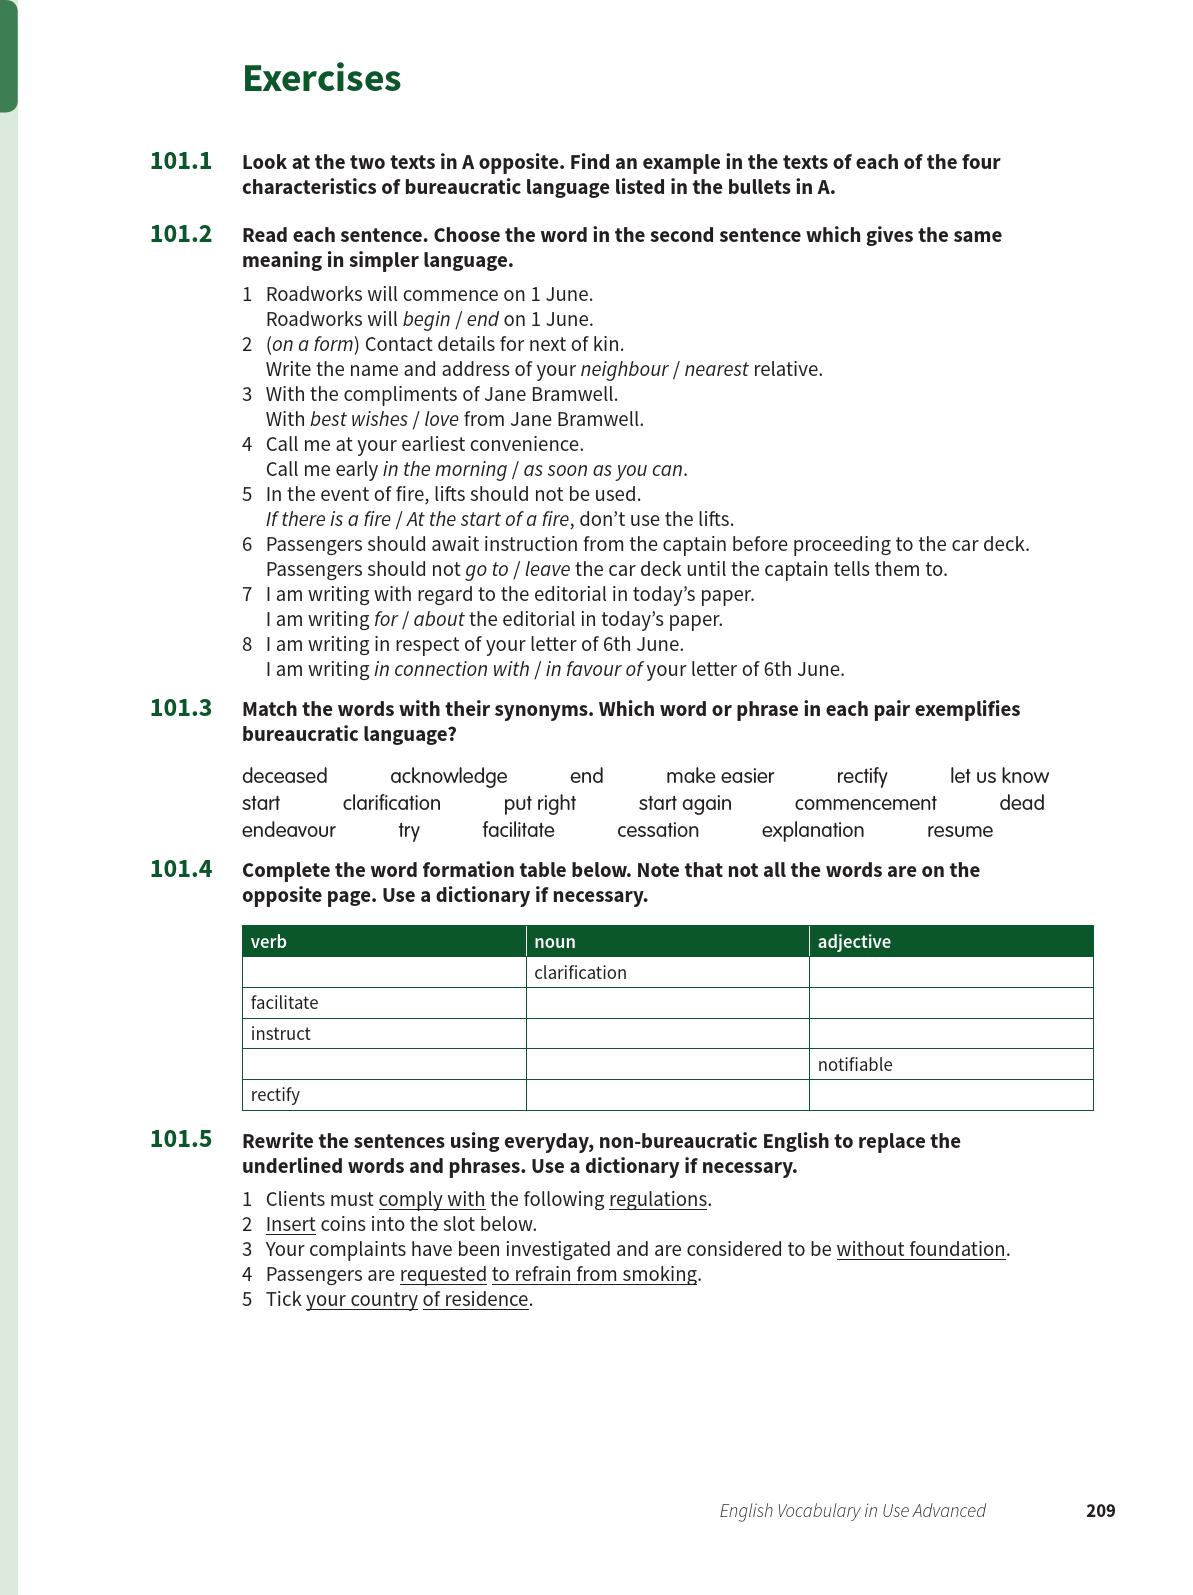 Exercises
101.1 Look at the two texts in A opposite. Find an example in the texts of each of the four
characteristics of bureaucratic language listed in the bullets in A.
101.2 Read each sentence. Choose the word in the second sentence which gives the same
meaning in simpler language.
1 Roadworks will commence on 1 June.
Roadworks will begin / end on 1 June.
2 (on a form) Contact details for next of kin.
Write the name and address of your neighbour / nearest relative.
3 With the compliments of Jane Bramwell.
With best wishes / love from Jane Bramwell.
4 Call me at your earliest convenience.
Call me early in the morning / as soon as you can.
5 In the event of fire, lifts should not be used.
If there is a fire / At the start of a fire, don’t use the lifts.
6 Passengers should await instruction from the captain before proceeding to the car deck.
Passengers should not go to / leave the car deck until the captain tells them to.
7 I am writing with regard to the editorial in today’s paper.
I am writing for / about the editorial in today’s paper.
8 I am writing in respect of your letter of 6th June.
I am writing in connection with / in favour of your letter of 6th June.
101.3 Match the words with their synonyms. Which word or phrase in each pair exemplifies
bureaucratic language?
deceased acknowledge end make easier rectify let us know
start clarification put right start again commencement dead
endeavour try facilitate cessation explanation resume
101.4 Complete the word formation table below. Note that not all the words are on the
opposite page. Use a dictionary if necessary.
verb noun adjective
clarification
facilitate
instruct
notifiable
rectify
101.5 Rewrite the sentences using everyday, non-bureaucratic English to replace the
underlined words and phrases. Use a dictionary if necessary.
1 Clients must comply with the following regulations.
2 Insert coins into the slot below.
3 Your complaints have been investigated and are considered to be without foundation.
4 Passengers are requested to refrain from smoking.
5 Tick your country of residence.
English Vocabulary in Use Advanced 209